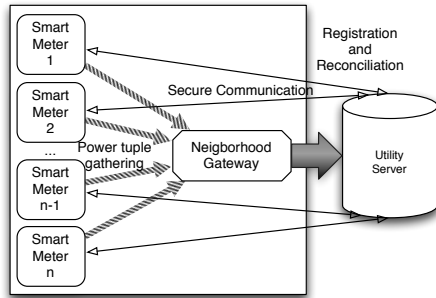 Smart
Meter
1
Smart
Meter
2
...
Smart
Meter
n-1
Smart
Meter
n
Registration
and
Reconciliation
Secure Communication
Power tuple
gathering
Neigborhood
Gateway
Utility
Server